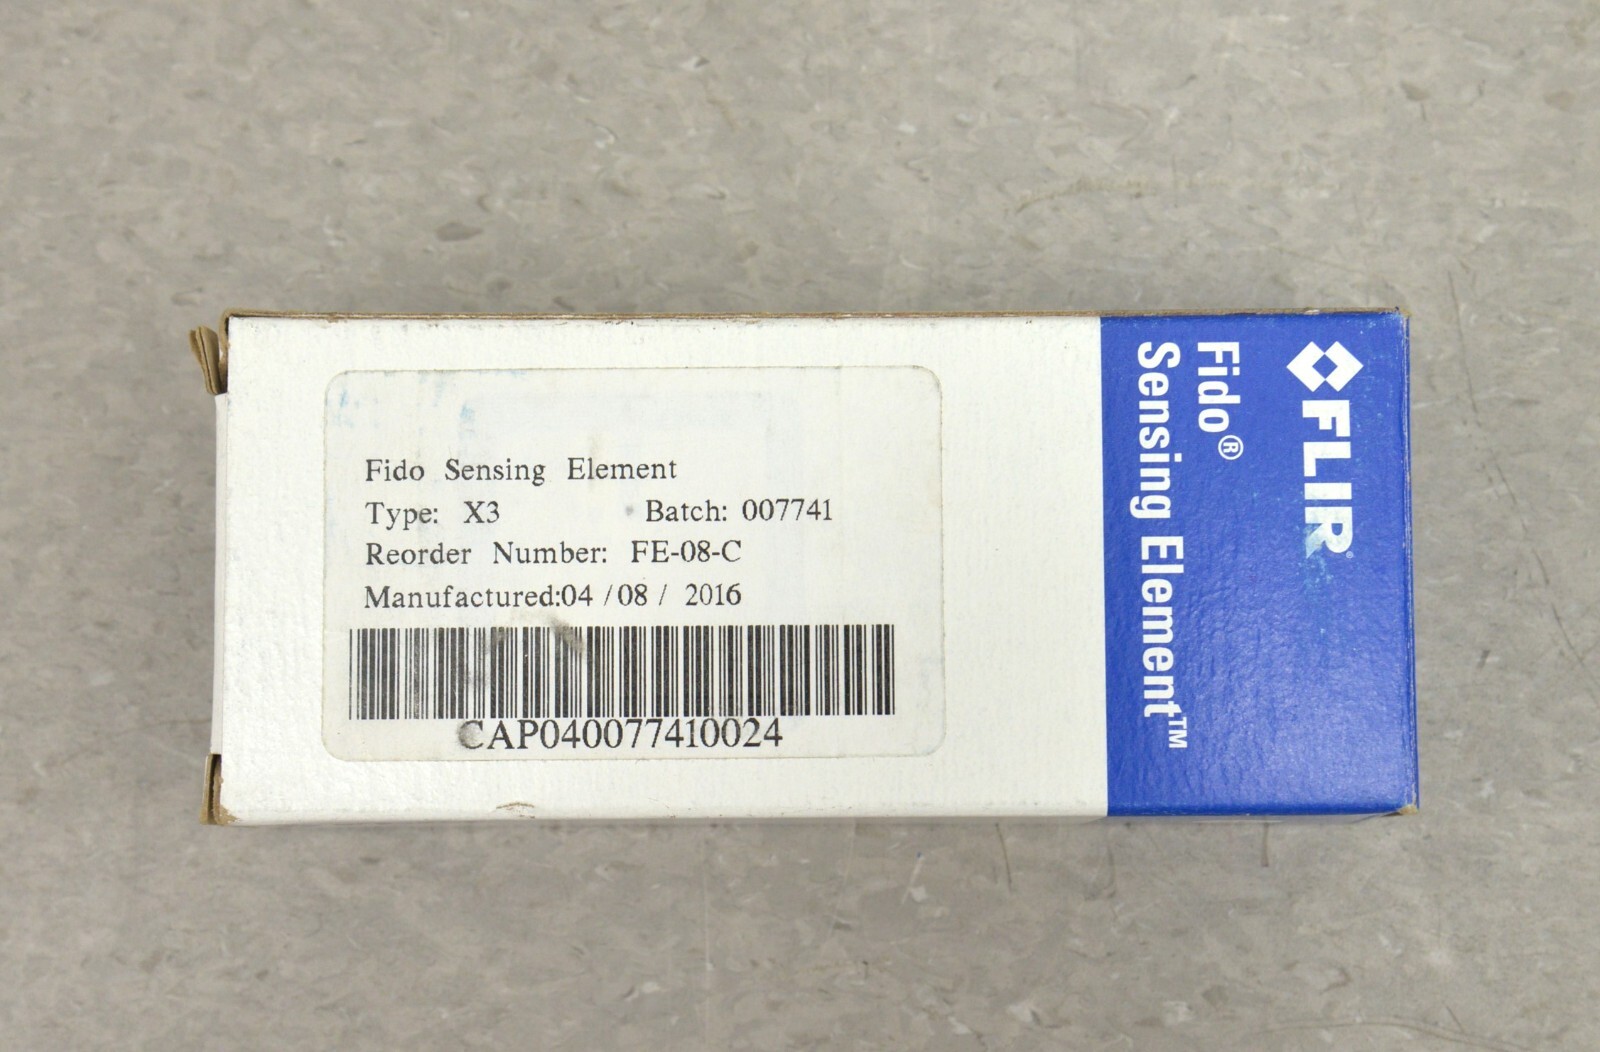 Fido Sensing Element
Type: X3 Batch: 007741
Reorder Number: FE-08-C
Manufactured:04 /08 / 2016
CAP040077410024
FLIR®
Fido®
Sensing Element™